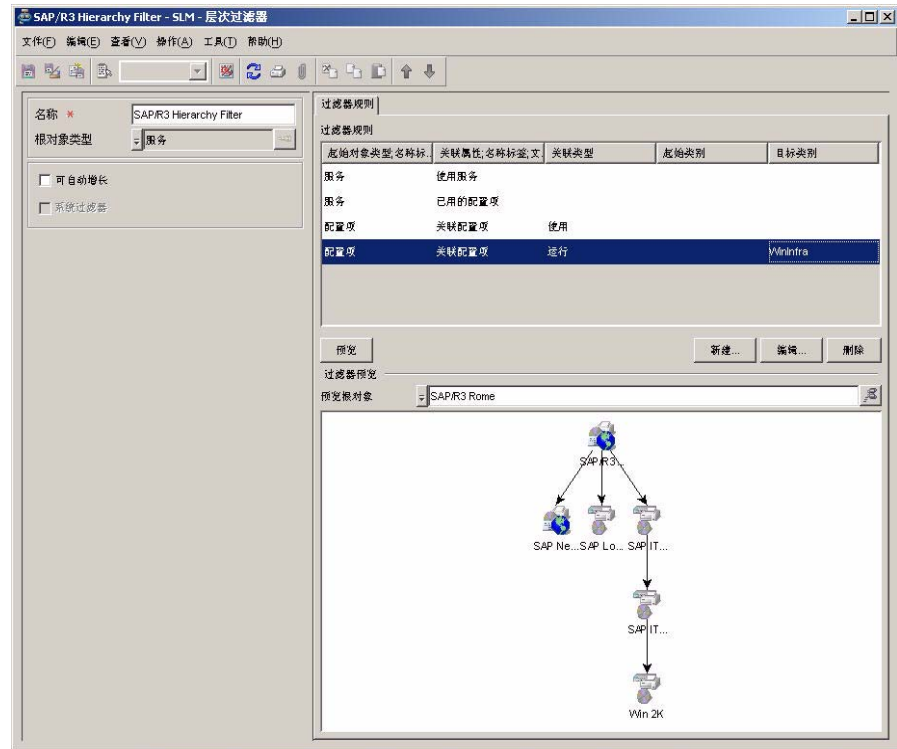 SAP/R3 Hierarchy Filter - SLM - 层次过滤器
文件(F) 编辑(E) 查看(V) 操作(A) 工具(T) 帮助(H)
名称 *
SAP/R3 Hierarchy Filter
根对象类型
服务
可自动增长
系统过滤器
过滤器规则
过滤器规则
起始对象类型;名称标.. 关联属性;名称标签;文. 关联类型 起始类别 目标类别
服务 使用服务
服务 已用的配置项
配置项 关联配置项 使用
配置项 关联配置项 运行 WinInfra
预览 新建... 编辑... 删除
过滤器预览
预览根对象 SAP/R3 Rome
SAP/R3...
SAP Ne... SAP Lo... SAP IT...
SAP IT...
Win 2K